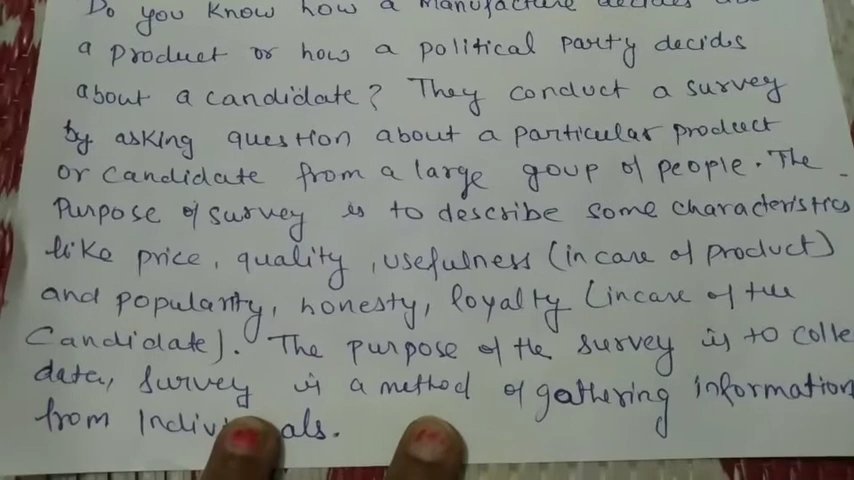 Do you know how a Manufacture decides
a product or how a political party decids
about a candidate? They conduct a survey
by asking question about a particular product
or candidate from a large goup of people. The
Purpose of survey is to describe some characteristics
like price, quality, usefulness (in case of product)
and popularity, honesty, loyalty (in case of the
Candidate). The purpose of the survey is to colle
data, Survey is a method of gathering information
from